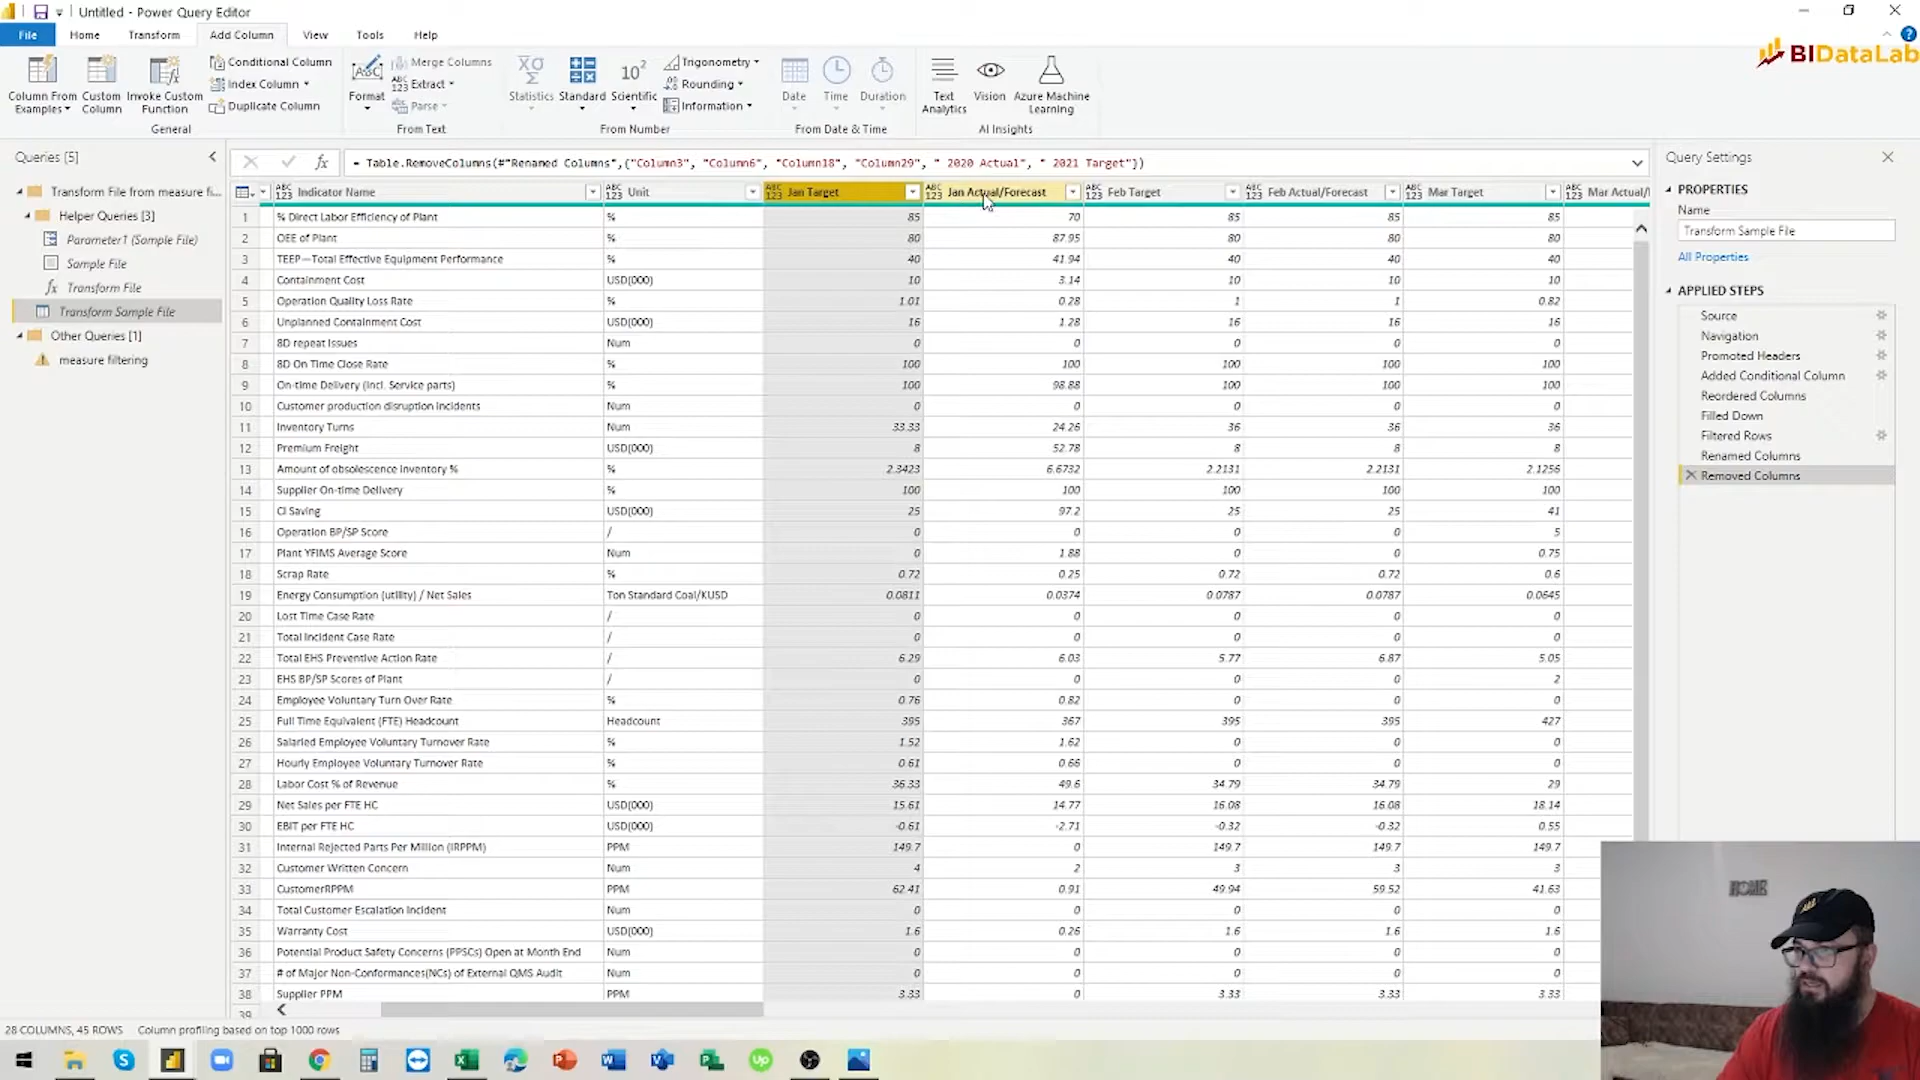 Untitled - Power Query Editor
File Home Transform Add Column View Tools Help
BIDataLab
Column From Examples
Custom Column
Invoke Custom Function
Conditional Column
Index Column
Duplicate Column
General
Format
Merge Columns
Extract
Parse
From Text
Statistics
Standard
Scientific
Trigonometry
Rounding
Information
From Number
Date
Time
Duration
From Date & Time
Text Analytics
Vision
Azure Machine Learning
AI Insights
Queries [5]
Transform File from measure fi...
Helper Queries [3]
Parameter1 (Sample File)
Sample File
Transform File
Transform Sample File
Other Queries [1]
measure filtering
= Table.RemoveColumns(#"Renamed Columns",{"Column3", "Column6", "Column18", "Column29", " 2020 Actual", " 2021 Target"})
Indicator Name Unit Jan Target Jan Actual/Forecast Feb Target Feb Actual/Forecast Mar Target Mar Actual/
1 % Direct Labor Efficiency of Plant % 85 70 85 85 85
2 OEE of Plant % 80 87.95 80 80 80
3 TEEP—Total Effective Equipment Performance % 40 41.94 40 40 40
4 Containment Cost USD(000) 10 3.14 10 10 10
5 Operation Quality Loss Rate % 1.01 0.28 1 1 0.82
6 Unplanned Containment Cost USD(000) 16 1.28 16 16 16
7 8D repeat Issues Num 0 0 0 0 0
8 8D On Time Close Rate % 100 100 100 100 100
9 On-time Delivery (Incl. Service parts) % 100 98.88 100 100 100
10 Customer production disruption incidents Num 0 0 0 0 0
11 Inventory Turns Num 33.33 24.26 36 36 36
12 Premium Freight USD(000) 8 52.78 8 8 8
13 Amount of obsolescence inventory % % 2.3423 6.6732 2.2131 2.2131 2.1256
14 Supplier On-time Delivery % 100 100 100 100 100
15 CI Saving USD(000) 25 97.2 25 25 41
16 Operation BP/SP Score / 0 0 0 0 5
17 Plant YFIMS Average Score Num 0 1.88 0 0 0.75
18 Scrap Rate % 0.72 0.25 0.72 0.72 0.6
19 Energy Consumption (utility) / Net Sales Ton Standard Coal/KUSD 0.0811 0.0374 0.0787 0.0787 0.0645
20 Lost Time Case Rate / 0 0 0 0 0
21 Total Incident Case Rate / 0 0 0 0 0
22 Total EHS Preventive Action Rate / 6.29 6.03 5.77 6.87 5.05
23 EHS BP/SP Scores of Plant / 0 0 0 0 2
24 Employee Voluntary Turn Over Rate % 0.76 0.82 0 0 0
25 Full Time Equivalent (FTE) Headcount Headcount 395 367 395 395 427
26 Salaried Employee Voluntary Turnover Rate % 1.52 1.62 0 0 0
27 Hourly Employee Voluntary Turnover Rate % 0.61 0.66 0 0 0
28 Labor Cost % of Revenue % 36.33 49.6 34.79 34.79 29
29 Net Sales per FTE HC USD(000) 15.61 14.77 16.08 16.08 18.14
30 EBIT per FTE HC USD(000) -0.61 -2.71 -0.32 -0.32 0.55
31 Internal Rejected Parts Per Million (IRPPM) PPM 149.7 0 149.7 149.7 149.7
32 Customer Written Concern Num 4 2 3 3 3
33 CustomerRPPM PPM 62.41 0.91 49.94 59.52 41.63
34 Total Customer Escalation Incident Num 0 0 0 0 0
35 Warranty Cost USD(000) 1.6 0.26 1.6 1.6 1.6
36 Potential Product Safety Concerns (PPSCs) Open at Month End Num 0 0 0 0 0
37 # of Major Non-Conformances(NCs) of External QMS Audit Num 0 0 0 0 0
38 Supplier PPM PPM 3.33 0 3.33 3.33 3.33
39
28 COLUMNS, 45 ROWS Column profiling based on top 1000 rows
Query Settings
PROPERTIES
Name
Transform Sample File
All Properties
APPLIED STEPS
Source
Navigation
Promoted Headers
Added Conditional Column
Reordered Columns
Filled Down
Filtered Rows
Renamed Columns
Removed Columns
HOME